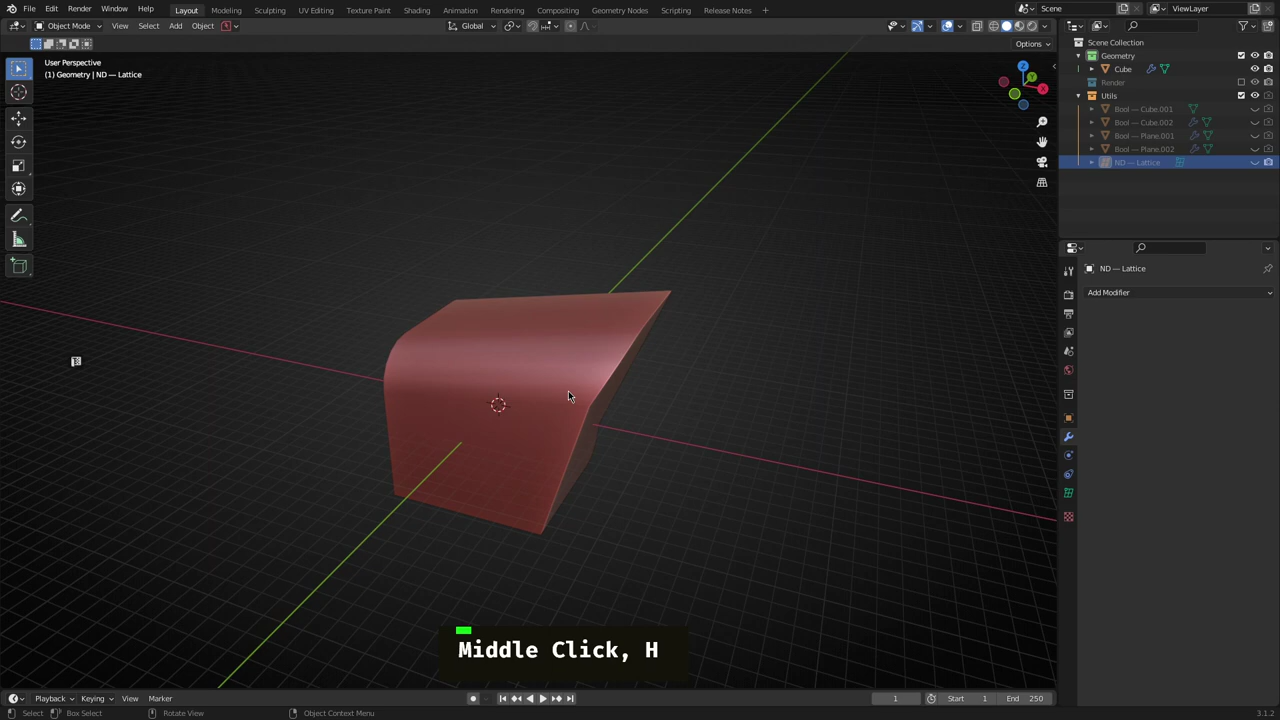 File Edit Render Window Help Layout Modeling Sculpting UV Editing Texture Paint Shading Animation Rendering Compositing Geometry Nodes Scripting Release Notes + Scene ViewLayer
Object Mode View Select Add Object Global
Options
User Perspective
(1) Geometry | ND — Lattice
Z
Y
X
Scene Collection
Geometry
Cube
Render
Utils
Bool — Cube.001
Bool — Cube.002
Bool — Plane.001
Bool — Plane.002
ND — Lattice
ND — Lattice
Add Modifier
Middle Click, H
Playback Keying View Marker 1 Start 1 End 250
Select Box Select Rotate View Object Context Menu 3.1.2